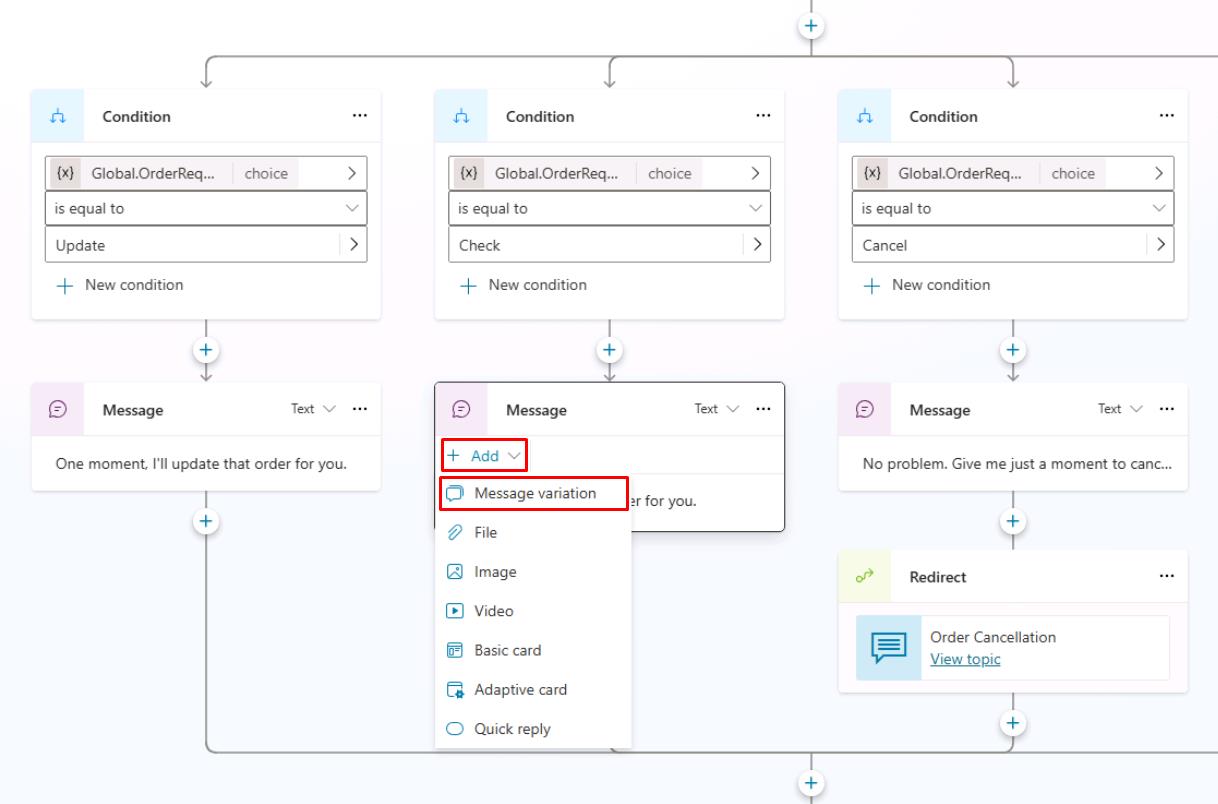 Condition ...
{x} Global.OrderReq... choice
is equal to
Update
+ New condition
Message Text ...
One moment, I'll update that order for you.
Condition ...
{x} Global.OrderReq... choice
is equal to
Check
+ New condition
Message Text ...
+ Add
er for you.
Message variation
File
Image
Video
Basic card
Adaptive card
Quick reply
Condition ...
{x} Global.OrderReq... choice
is equal to
Cancel
+ New condition
Message Text ...
No problem. Give me just a moment to canc...
Redirect ...
Order Cancellation
View topic